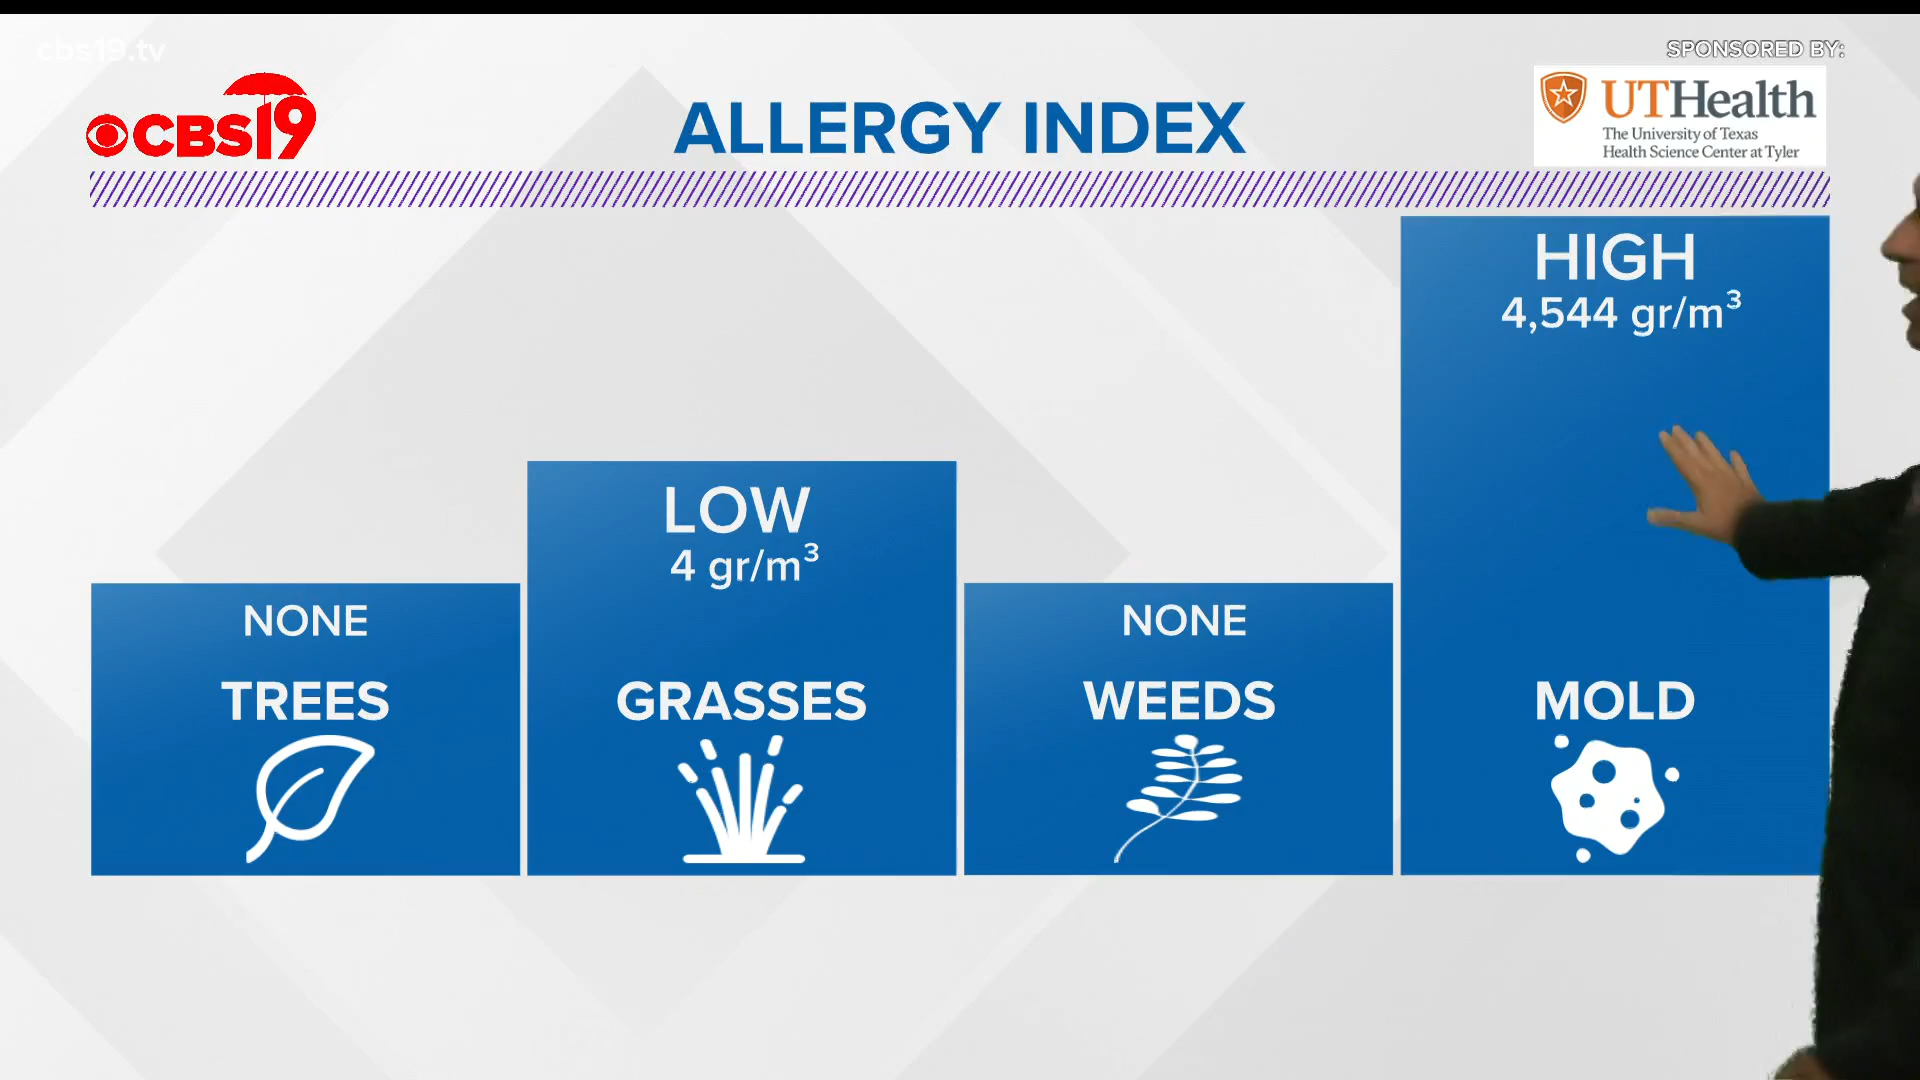 cbs19.tv
SPONSORED BY:
CBS19
ALLERGY INDEX
UTHealth
The University of Texas
Health Science Center at Tyler
NONE
TREES
LOW
4 gr/m³
GRASSES
NONE
WEEDS
HIGH
4,544 gr/m³
MOLD